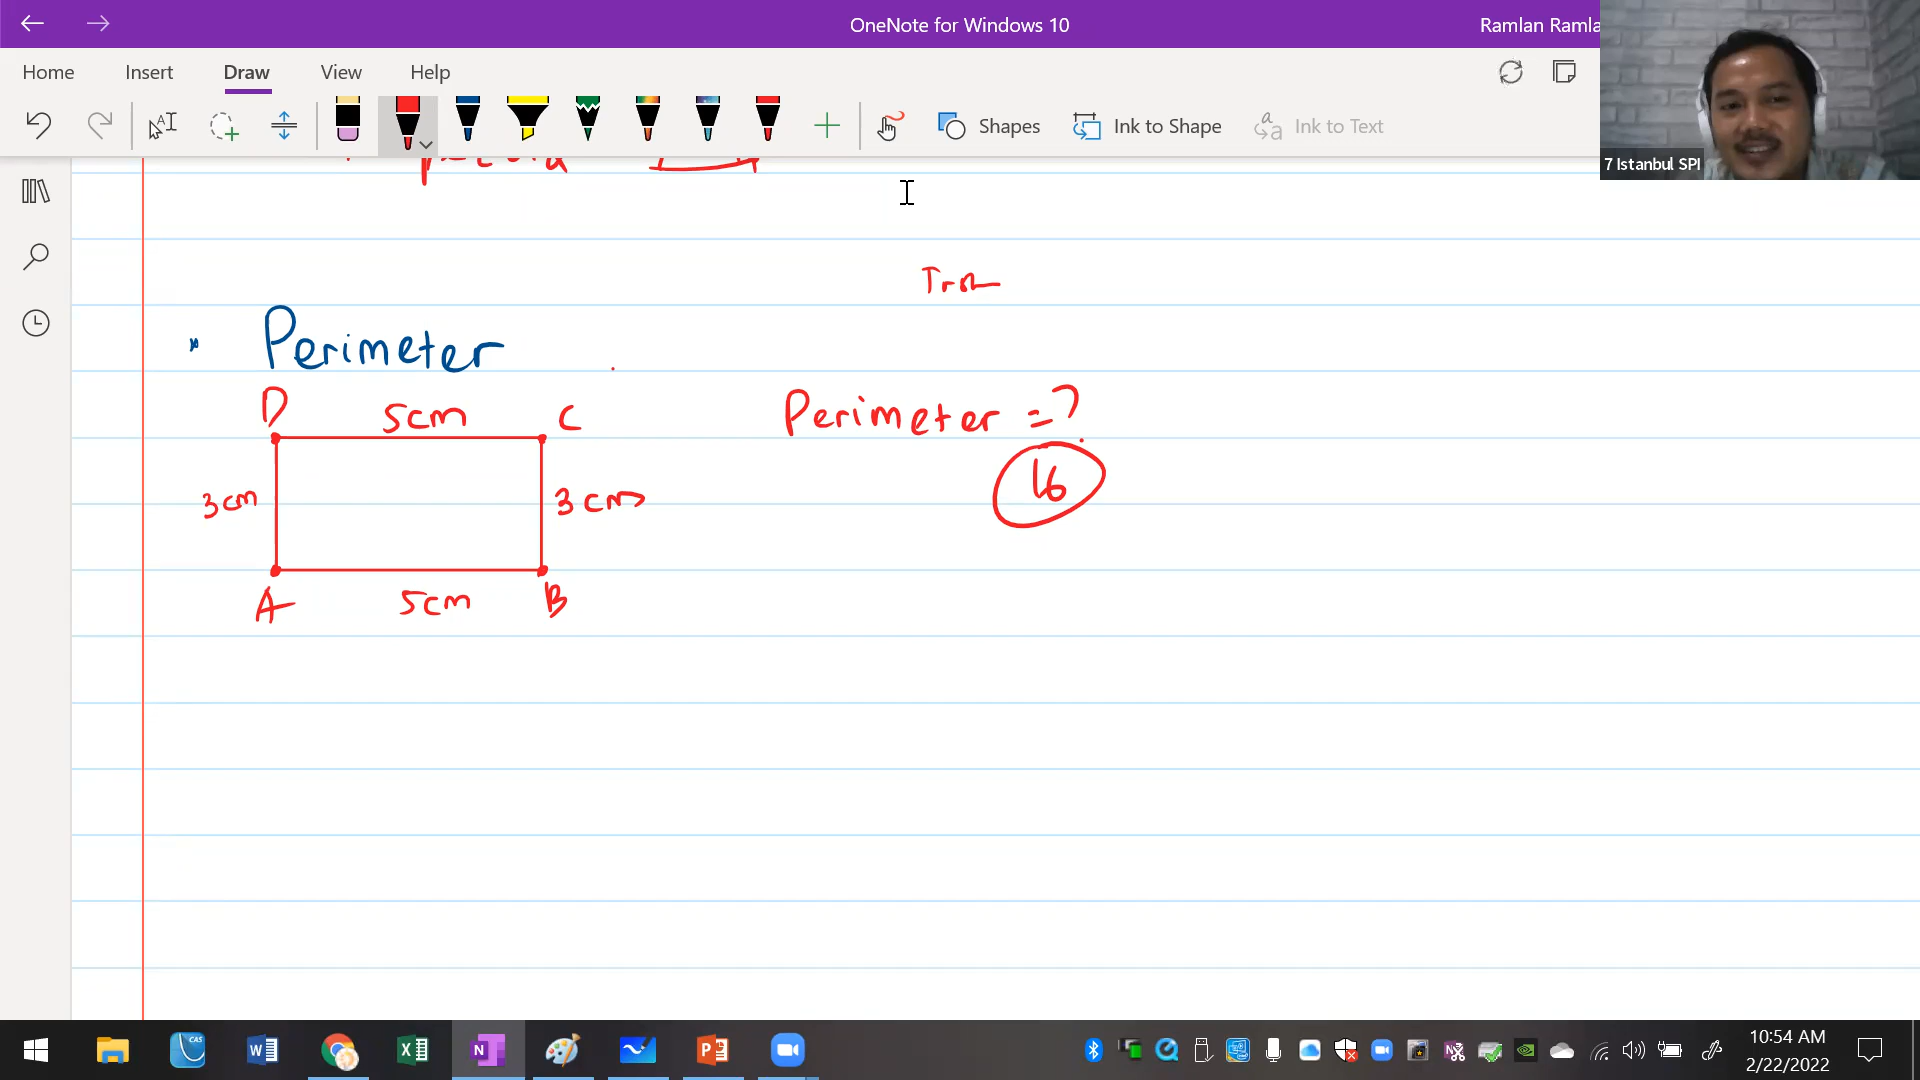 OneNote for Windows 10
Ramlan Ramla
Home Insert Draw View Help
Shapes Ink to Shape Ink to Text
7 Istanbul SPI
Perimeter
D 5cm C
Perimeter = ?
16
3cm 3cm
A 5cm B
10:54 AM
2/22/2022